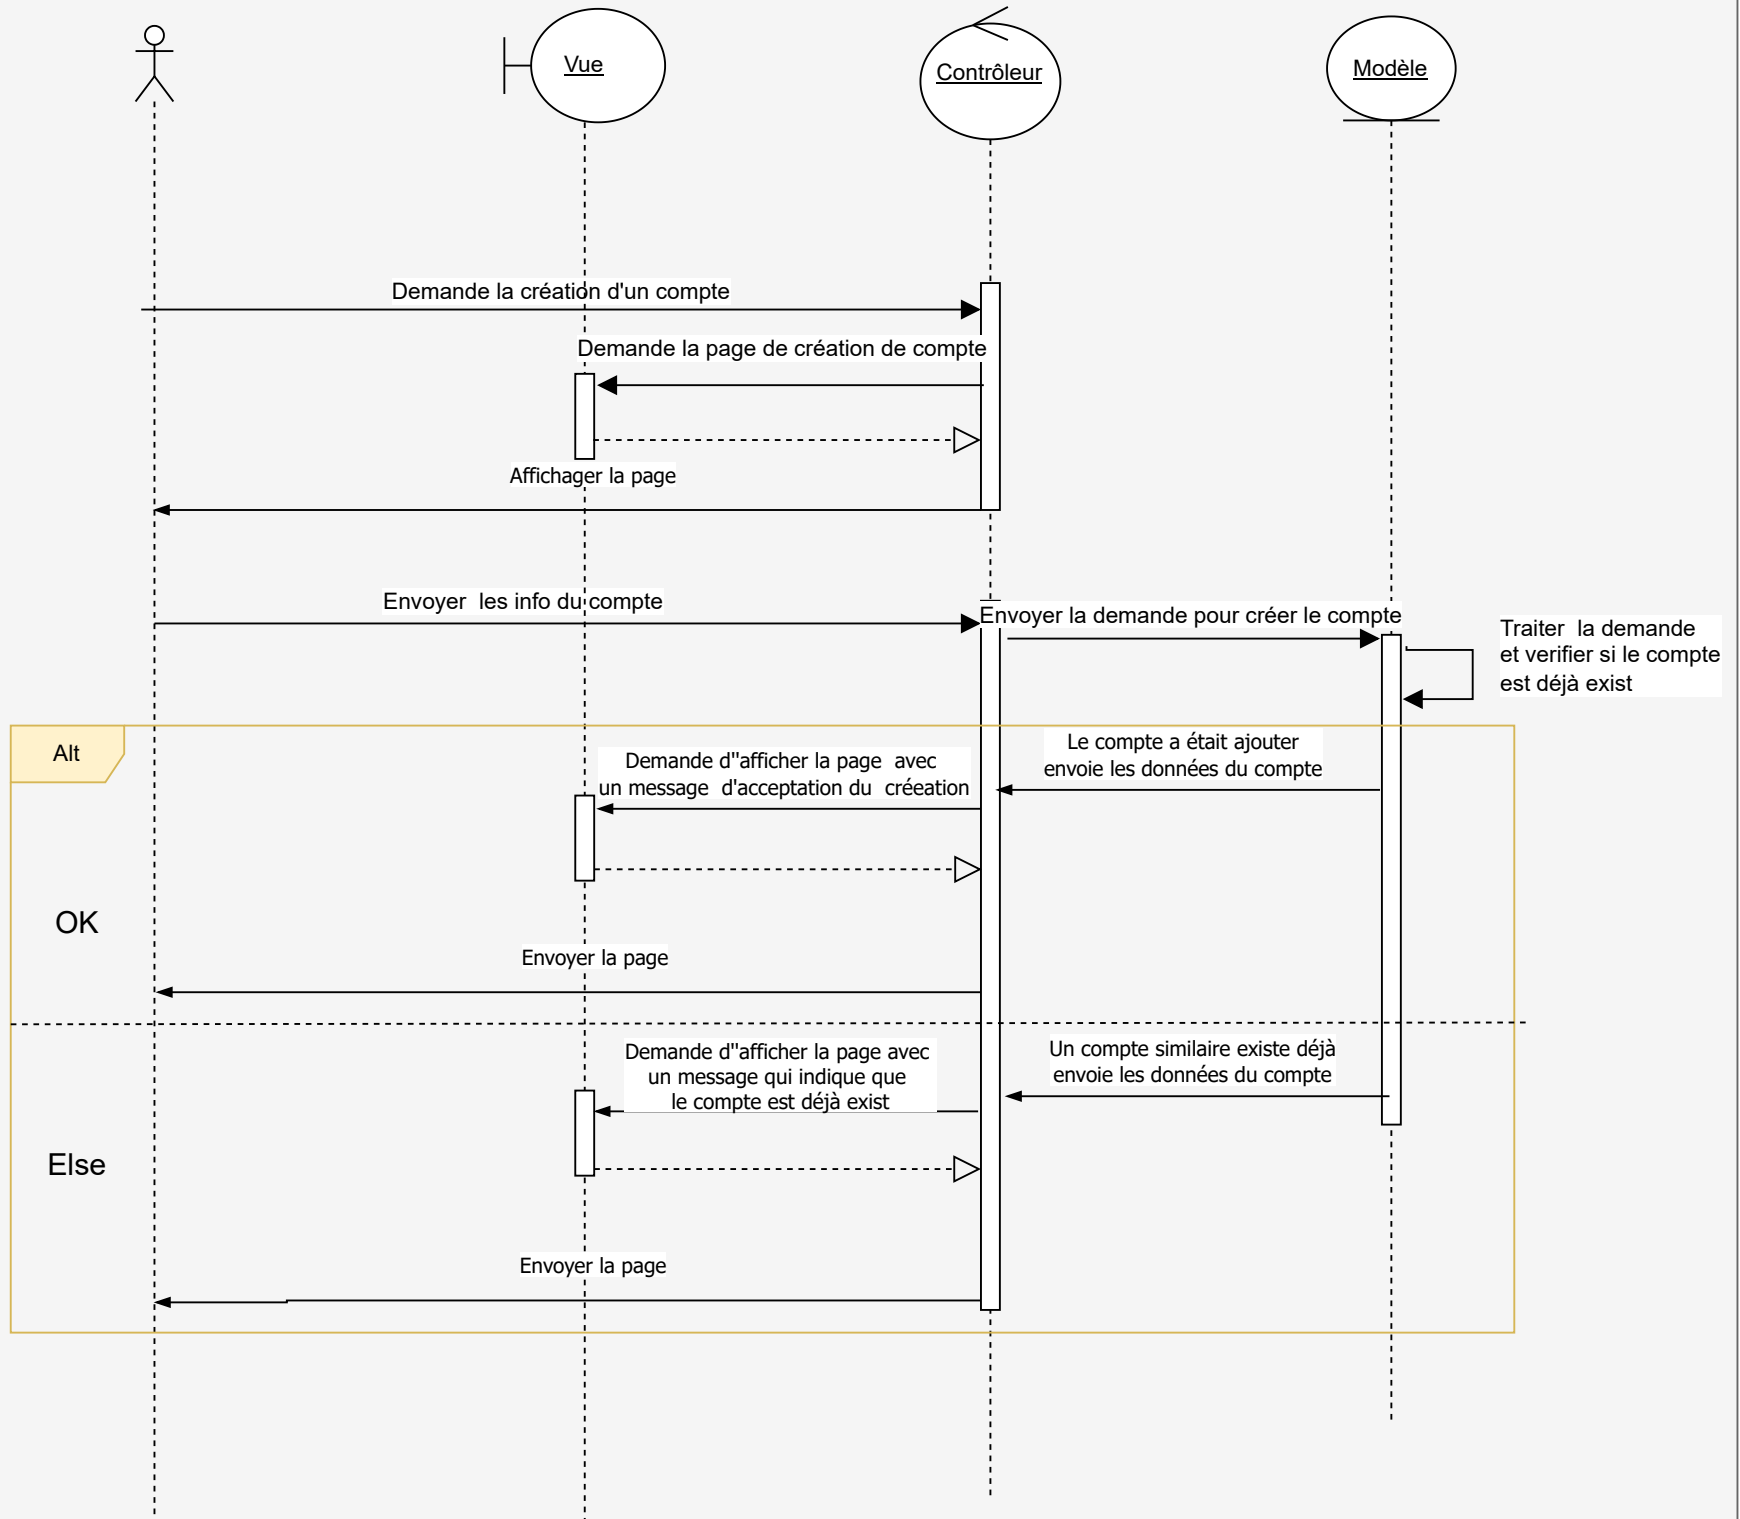 Vue
Contrôleur
Modèle
Demande la création d'un compte
Demande la page de création de compte
Affichager la page
Envoyer  les info du compte
Envoyer la demande pour créer le compte
Traiter  la demande
et verifier si le compte
est déjà exist
Alt
Le compte a était ajouter
envoie les données du compte
Demande d''afficher la page  avec
un message  d'acceptation du  créeation
OK
Envoyer la page
Un compte similaire existe déjà
envoie les données du compte
Demande d''afficher la page avec
un message qui indique que
le compte est déjà exist
Else
Envoyer la page